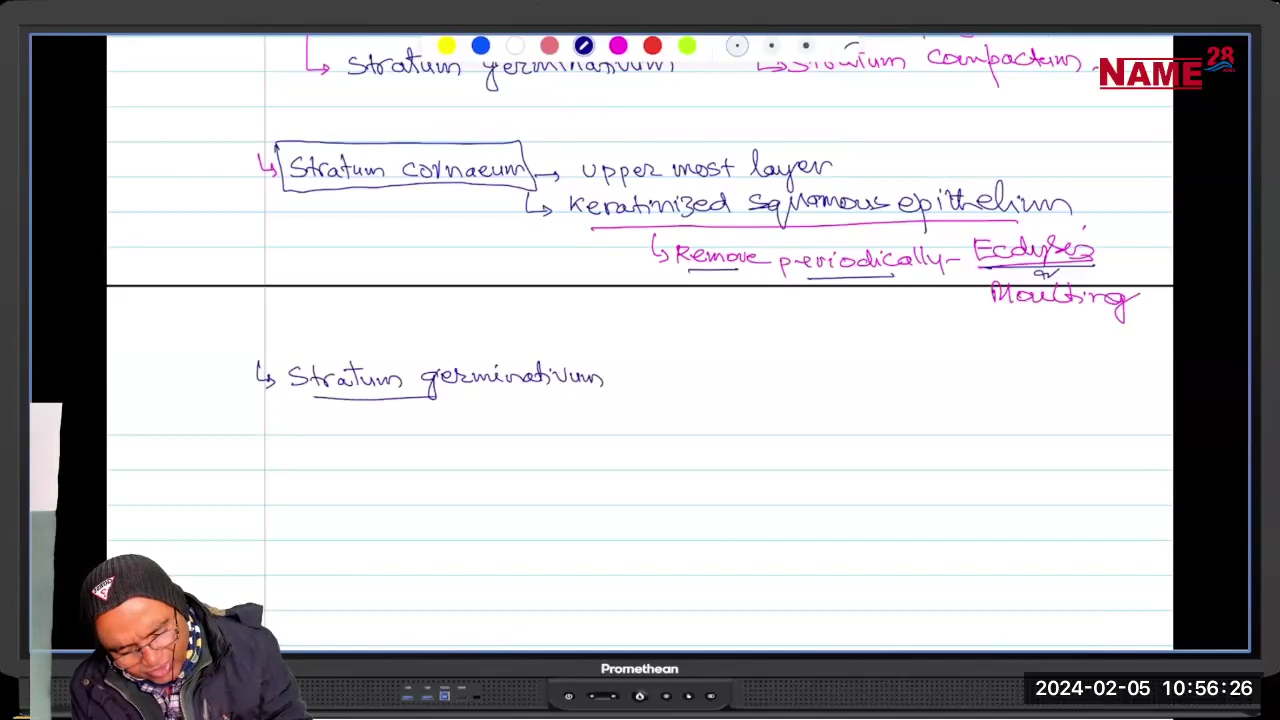 Stratum germinativum ↳ stratum compactum.
NAME 28
↳ Stratum cornaeum → upper most layer
↳ Keratinized squamous epithelium
↳ Remove periodically - Ecdysis
or
Moulting
↳ Stratum germinativum
Promethean
2024-02-05 10:56:26